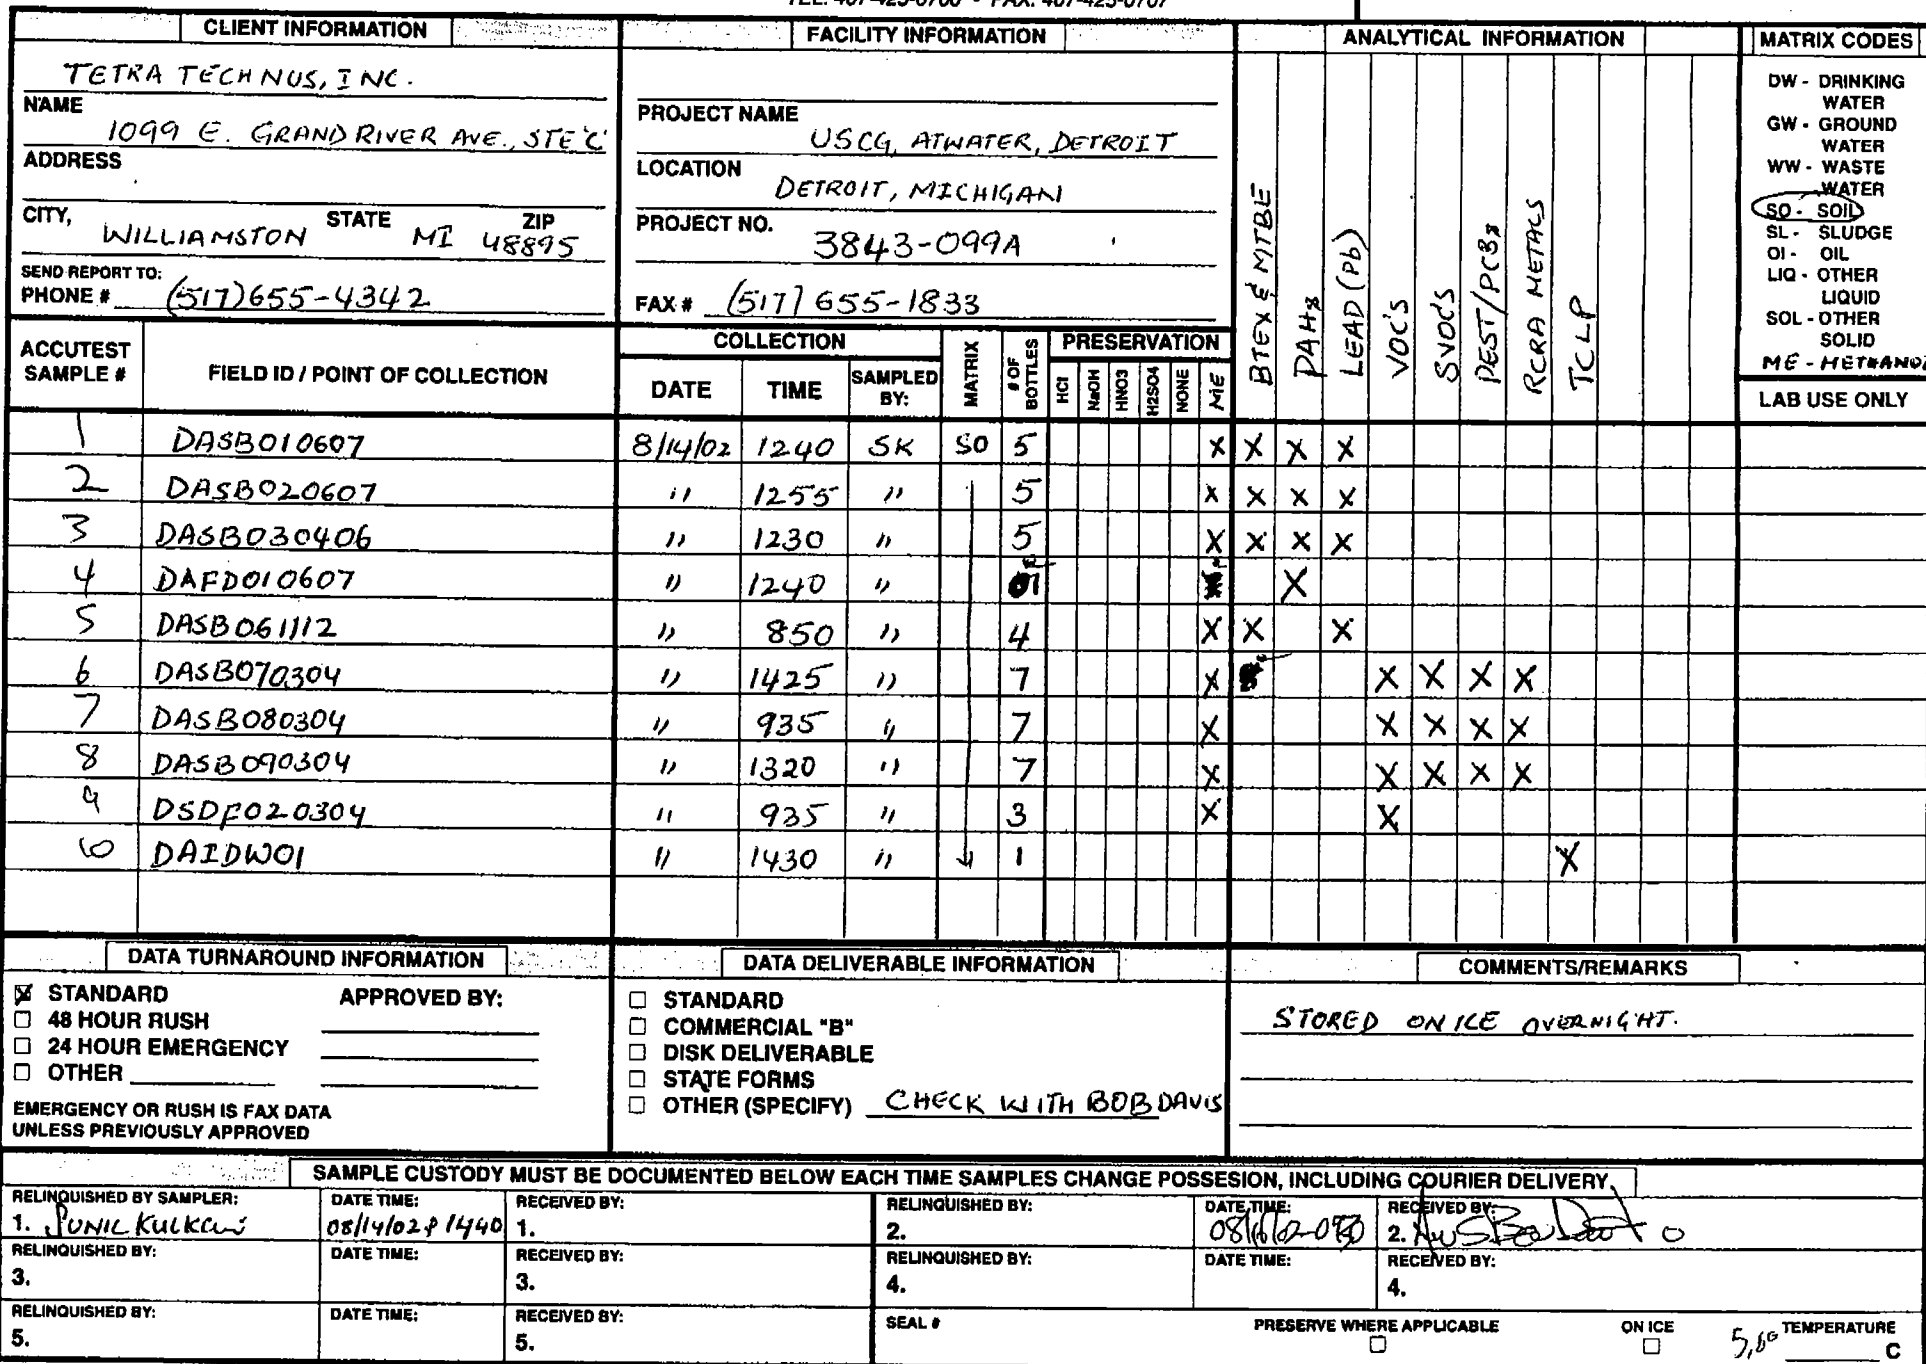 TEL: 407-425-6700 • FAX: 407-425-0707
CLIENT INFORMATION
TETRA TECHNUS, INC.
NAME
1099 E. GRAND RIVER AVE., STE 'C'
ADDRESS
CITY, WILLIAMSTON STATE MI ZIP 48895
SEND REPORT TO:
PHONE # (517)655-4342
FACILITY INFORMATION
PROJECT NAME
USCG, ATWATER, DETROIT
LOCATION
DETROIT, MICHIGAN
PROJECT NO.
3843-099A
FAX # (517) 655-1833
ANALYTICAL INFORMATION
BTEX & MTBE
PAHs
LEAD (Pb)
VOC's
SVOC's
PEST/PCBs
RCRA METALS
TCLP
MATRIX CODES
DW - DRINKING
WATER
GW - GROUND
WATER
WW - WASTE
WATER
SO - SOIL
SL - SLUDGE
OI - OIL
LIQ - OTHER
LIQUID
SOL - OTHER
SOLID
ME - METHANOL
LAB USE ONLY
ACCUTEST
SAMPLE #
FIELD ID / POINT OF COLLECTION
COLLECTION
DATE TIME SAMPLED
BY:
MATRIX
# OF
BOTTLES
PRESERVATION
HCl NaOH HNO3 H2SO4 NONE ME
1 DASB010607 8/14/02 1240 SK SO 5 X X X X
2 DASB020607 " 1255 " 5 X X X X
3 DASB030406 " 1230 " 5 X X X X
4 DAFD010607 " 1240 " 1 X
5 DASB061112 " 850 " 4 X X X
6 DASB070304 " 1425 " 7 X X X X X
7 DASB080304 " 935 " 7 X X X X X
8 DASB090304 " 1320 " 7 X X X X X
9 DSDF020304 " 935 " 3 X X
10 DAIDW01 " 1430 " 1 X
DATA TURNAROUND INFORMATION
STANDARD APPROVED BY:
48 HOUR RUSH
24 HOUR EMERGENCY
OTHER
EMERGENCY OR RUSH IS FAX DATA
UNLESS PREVIOUSLY APPROVED
DATA DELIVERABLE INFORMATION
STANDARD
COMMERCIAL "B"
DISK DELIVERABLE
STATE FORMS
OTHER (SPECIFY) CHECK WITH BOB DAVIS
COMMENTS/REMARKS
STORED ON ICE OVERNIGHT.
SAMPLE CUSTODY MUST BE DOCUMENTED BELOW EACH TIME SAMPLES CHANGE POSSESION, INCLUDING COURIER DELIVERY
RELINQUISHED BY SAMPLER: DATE TIME: RECEIVED BY: RELINQUISHED BY: DATE TIME: RECEIVED BY:
1. SUNIL 08/14/02 1440 1. 2. 2.
RELINQUISHED BY: DATE TIME: RECEIVED BY: RELINQUISHED BY: DATE TIME: RECEIVED BY:
3. 3. 4. 4.
RELINQUISHED BY: DATE TIME: RECEIVED BY: SEAL # PRESERVE WHERE APPLICABLE ON ICE TEMPERATURE
5. 5. C